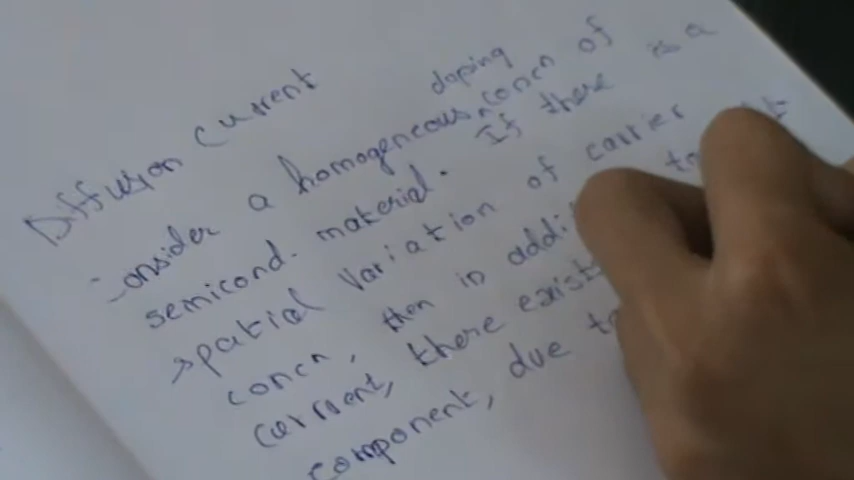 Diffusion Current
Consider a homogeneous doping concn of
semicond. material. If there is a
spatial variation of carrier
concn, then in addi
current, there exist
component, due to